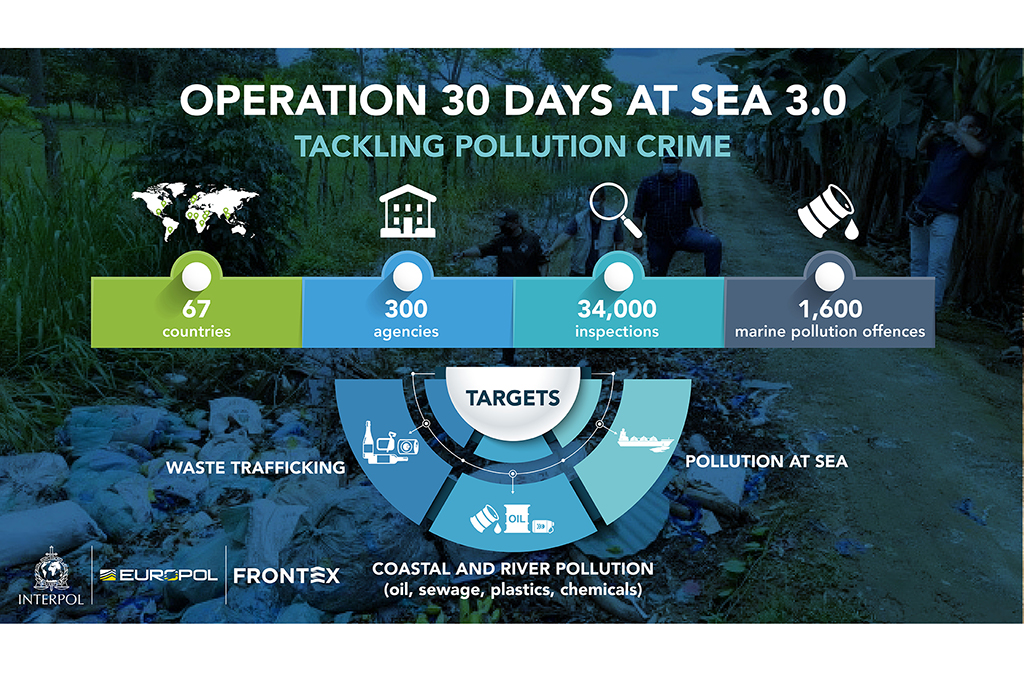 OPERATION 30 DAYS AT SEA 3.0
TACKLING POLLUTION CRIME
67
countries
300
agencies
34,000
inspections
1,600
marine pollution offences
TARGETS
WASTE TRAFFICKING
POLLUTION AT SEA
OIL
COASTAL AND RIVER POLLUTION
(oil, sewage, plastics, chemicals)
INTERPOL
EUROPOL
FRONTEX